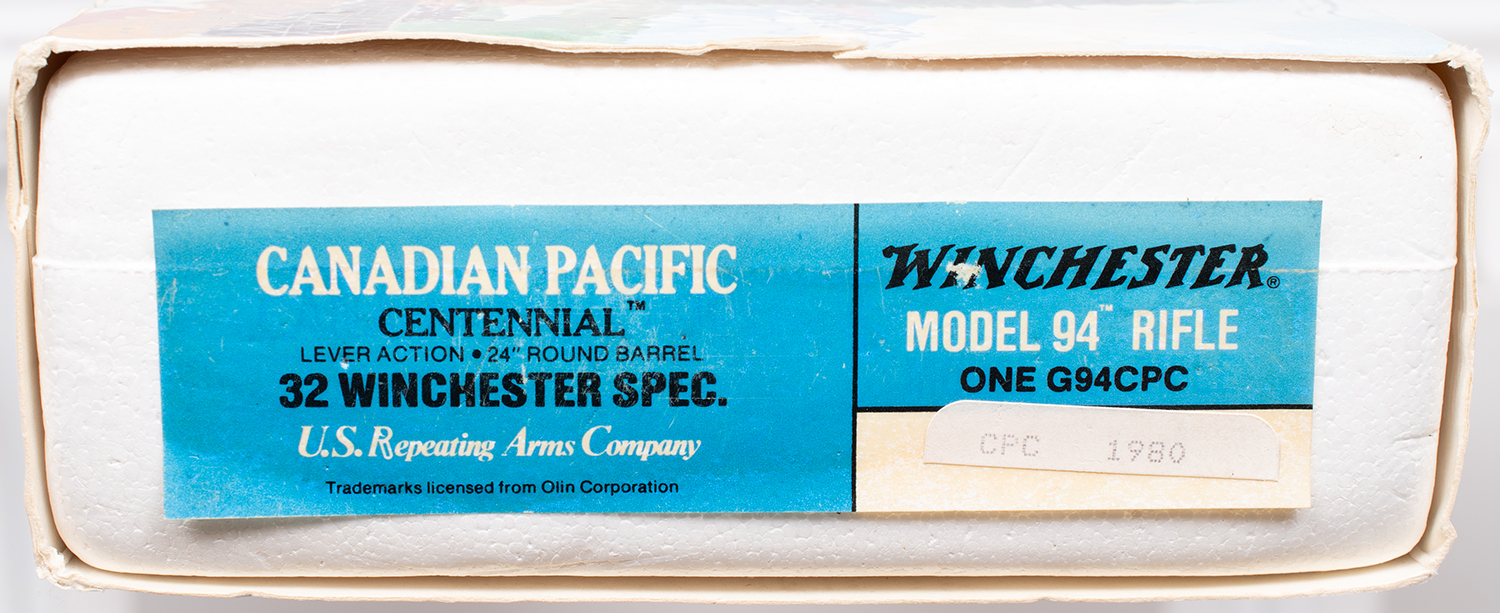 CANADIAN PACIFIC
CENTENNIAL™
LEVER ACTION • 24" ROUND BARREL
32 WINCHESTER SPEC.
U.S. Repeating Arms Company
Trademarks licensed from Olin Corporation
WINCHESTER®
MODEL 94™ RIFLE
ONE G94CPC
CPC 1980